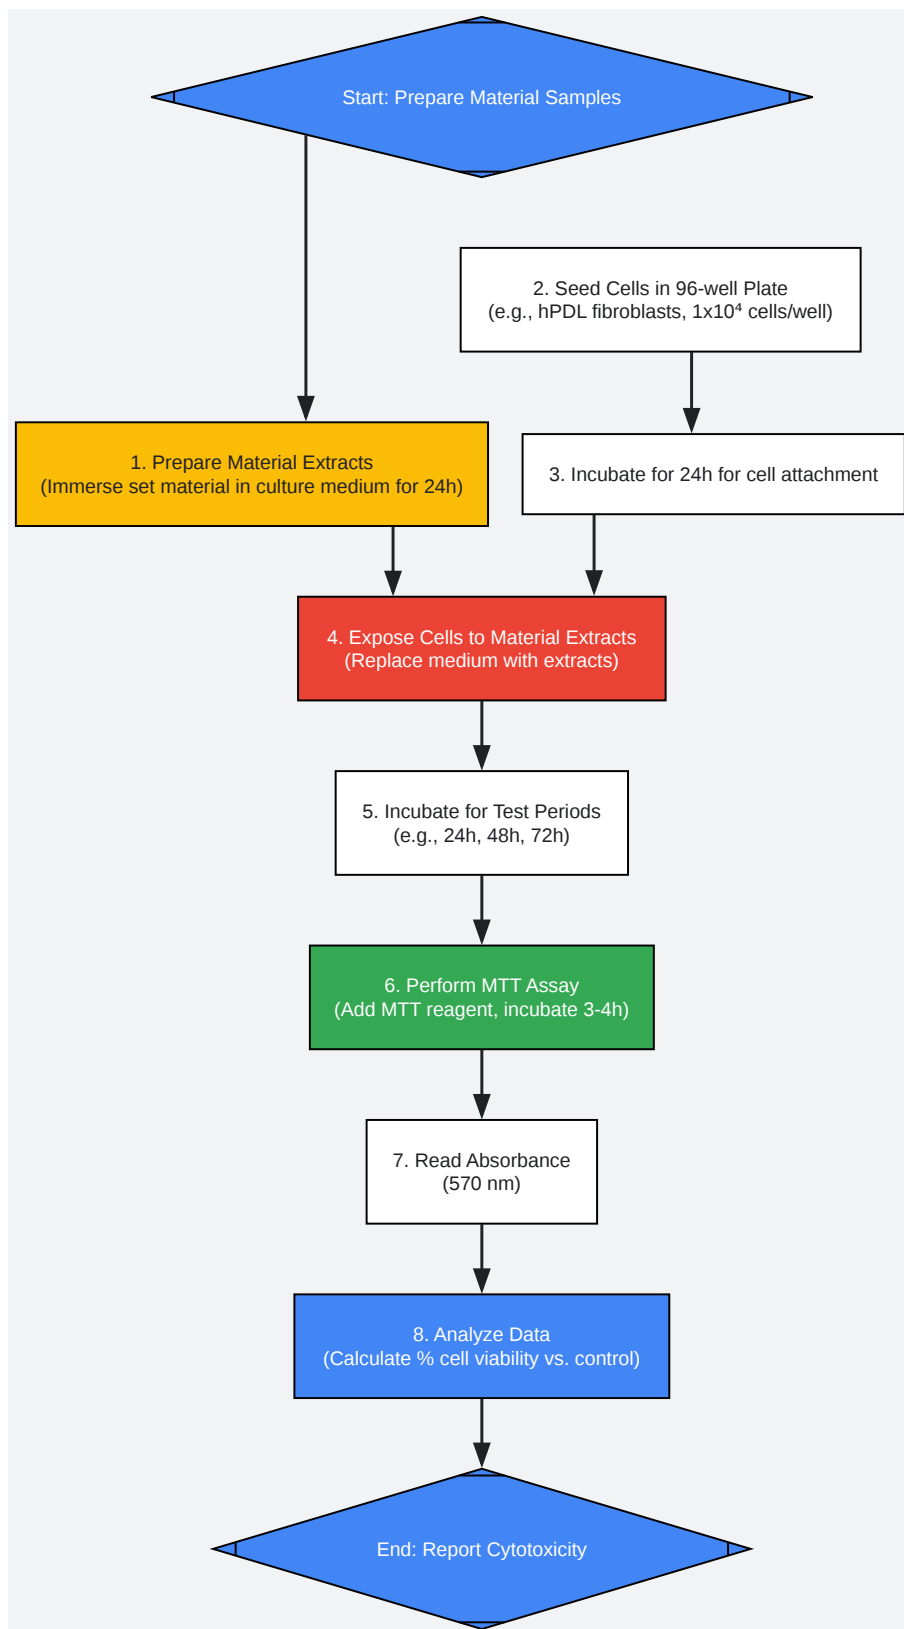 Start: Prepare Material Samples
2. Seed Cells in 96-well Plate
(e.g., hPDL fibroblasts, 1x10⁴ cells/well)
1. Prepare Material Extracts
(Immerse set material in culture medium for 24h)
3. Incubate for 24h for cell attachment
4. Expose Cells to Material Extracts
(Replace medium with extracts)
5. Incubate for Test Periods
(e.g., 24h, 48h, 72h)
6. Perform MTT Assay
(Add MTT reagent, incubate 3-4h)
7. Read Absorbance
(570 nm)
8. Analyze Data
(Calculate % cell viability vs. control)
End: Report Cytotoxicity